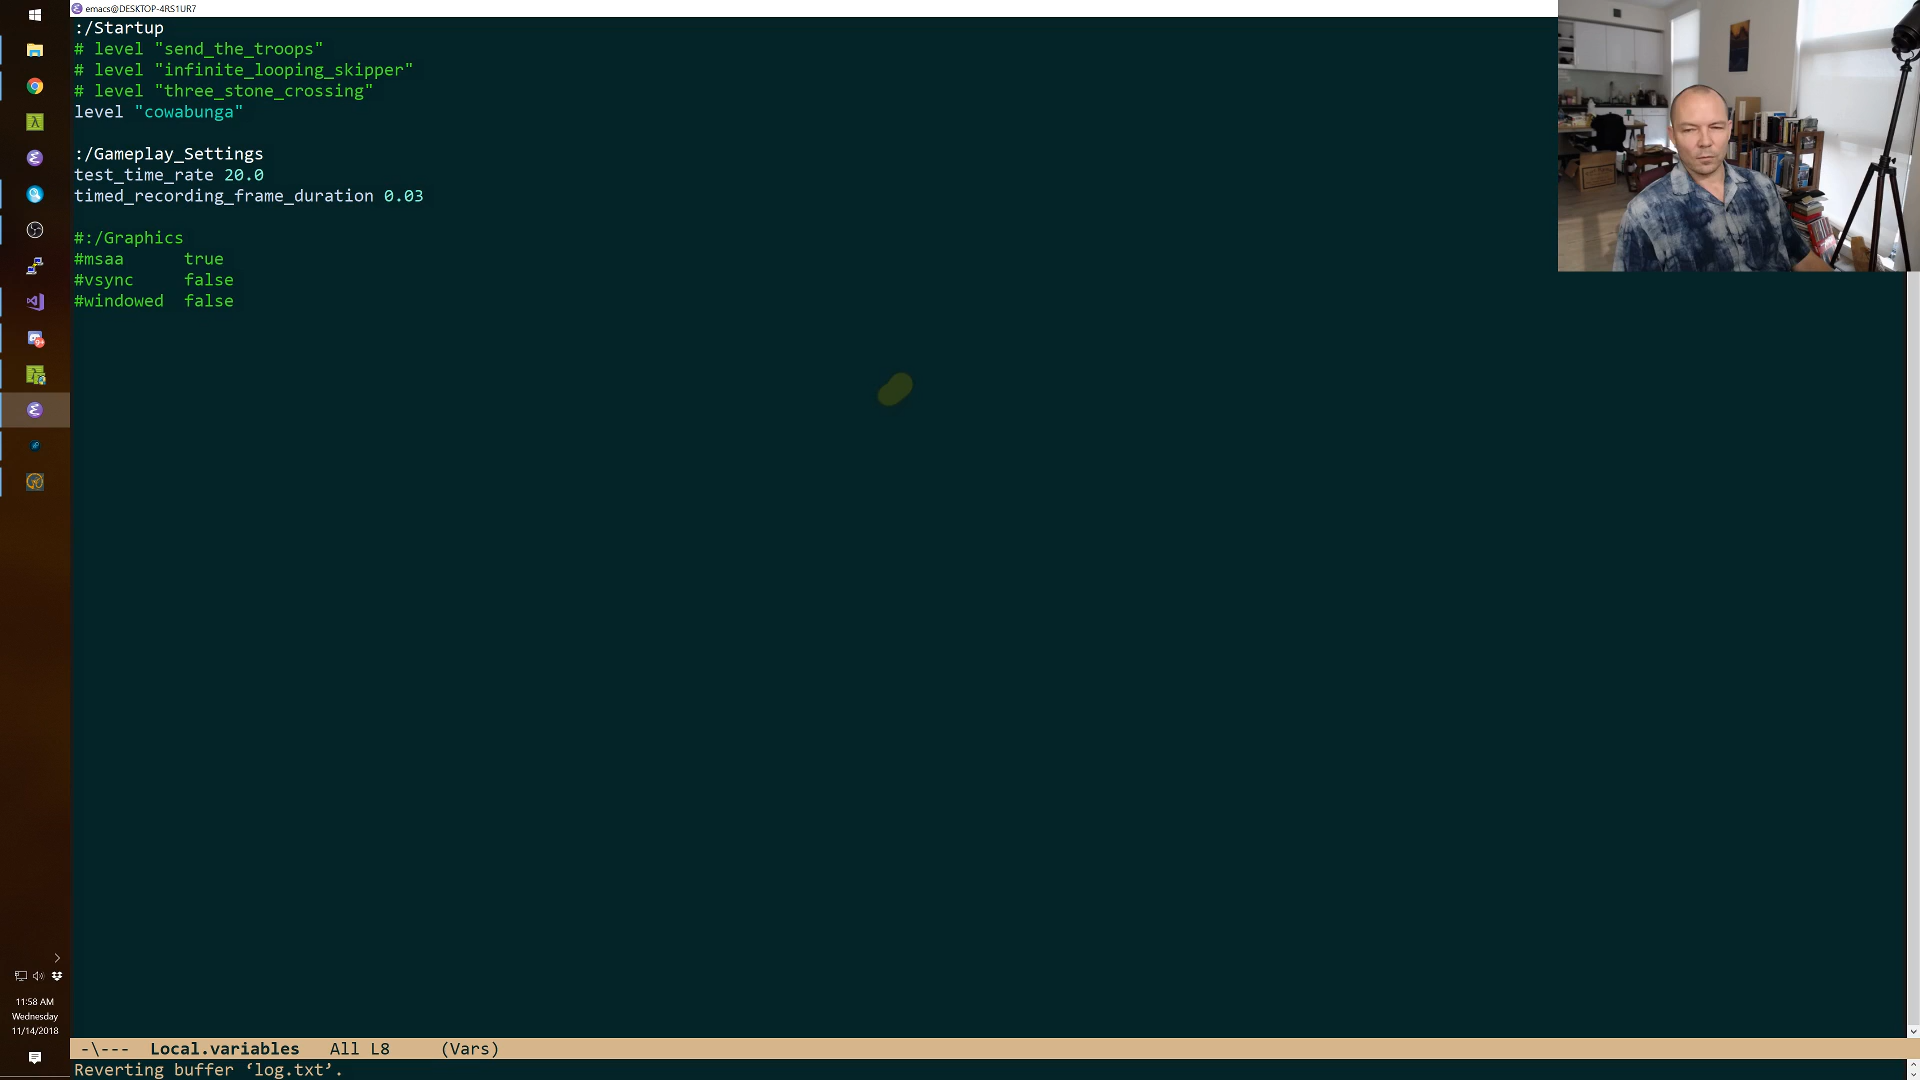 emacs@DESKTOP-4RS1UR7
:/Startup
# level "send_the_troops"
# level "infinite_looping_skipper"
# level "three_stone_crossing"
level "cowabunga"
:/Gameplay_Settings
test_time_rate 20.0
timed_recording_frame_duration 0.03
#:/Graphics
#msaa      true
#vsync     false
#windowed  false
11:58 AM
Wednesday
11/14/2018
-\---  Local.variables   All L8     (Vars)
Reverting buffer ‘log.txt’.